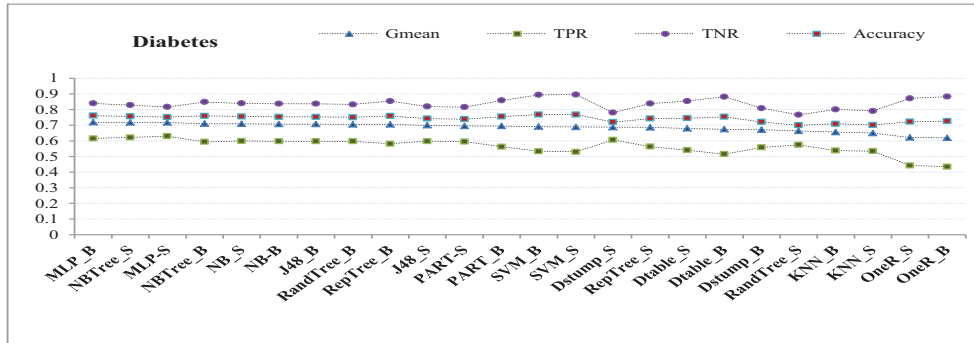 Diabetes
Gmean TPR TNR Accuracy
1
0.9
0.8
0.7
0.6
0.5
0.4
0.3
0.2
0.1
0
MLP_B
NBTree_S
MLP-S
NBTree_B
NB_S
NB-B
J48_B
RandTree_B
RepTree_B
J48_S
PART-S
PART_B
SVM_B
SVM_S
Dstump_S
RepTree_S
Dtable_S
Dtable_B
Dstump_B
RandTree_S
KNN_B
KNN_S
OneR_S
OneR_B